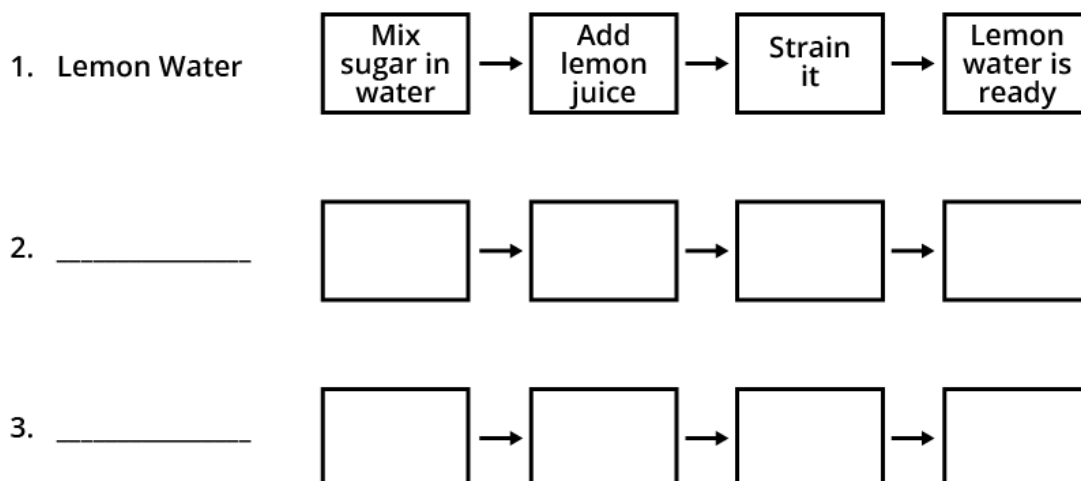 1. Lemon Water
Mix
sugar in
water
Add
lemon
juice
Strain
it
Lemon
water is
ready
2. ______________
3. ______________